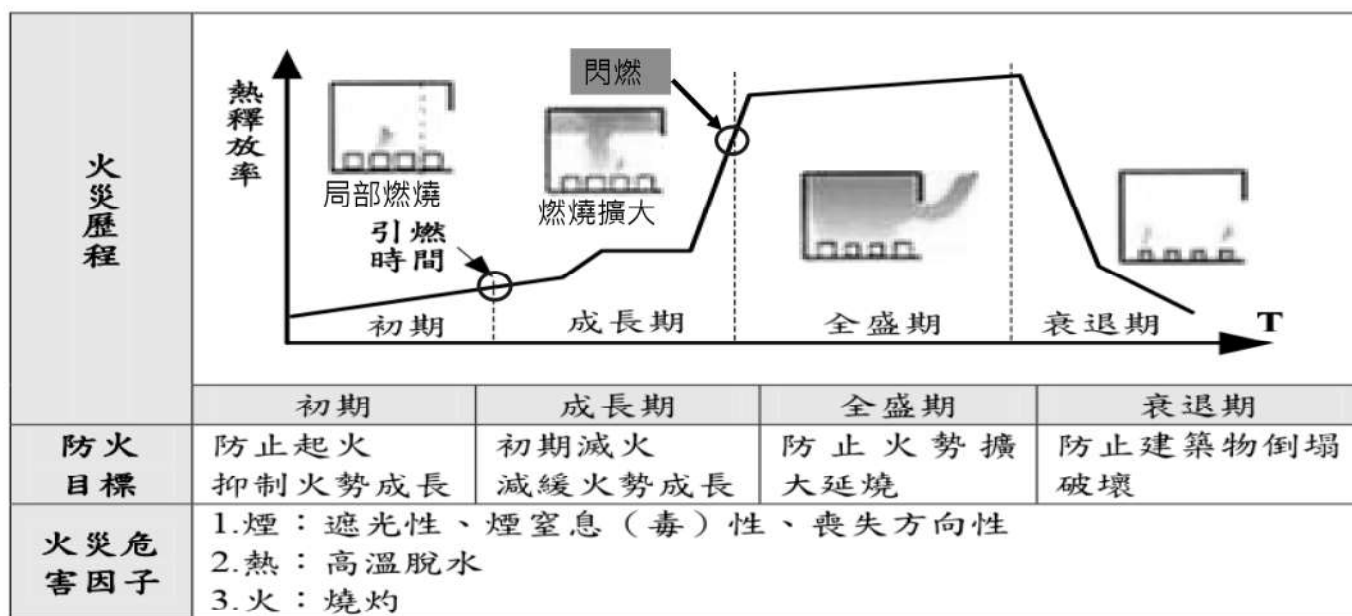 火災歷程
熱釋放率
閃燃
局部燃燒
燃燒擴大
引燃
時間
初期
成長期
全盛期
衰退期
T
初期
成長期
全盛期
衰退期
防火
目標
防止起火
抑制火勢成長
初期滅火
減緩火勢成長
防止火勢擴
大延燒
防止建築物倒塌
破壞
火災危
害因子
1.煙：遮光性、煙窒息（毒）性、喪失方向性
2.熱：高溫脫水
3.火：燒灼